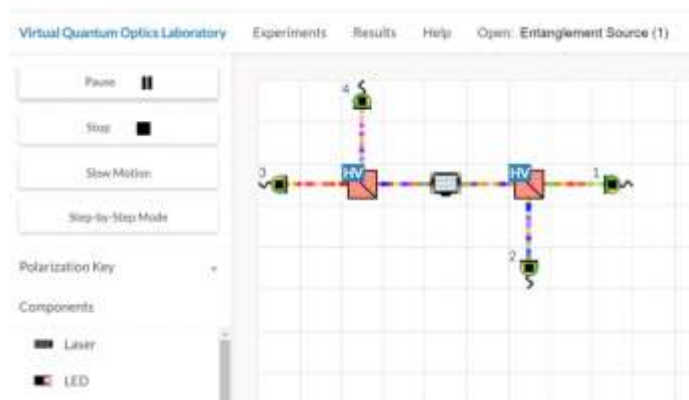 Virtual Quantum Optics Laboratory Experiments Results Help Open: Entanglement Source (1)
Pause
Stop
Slow Motion
Step-by-Step Mode
Polarization Key
Components
Laser
LED
4
3
HV
HV
1
2